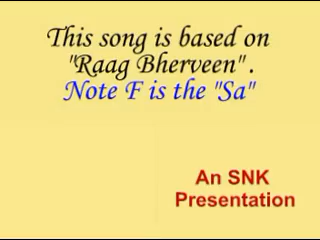 This song is based on
"Raag Bherveen" .
Note F is the "Sa"
An SNK
Presentation